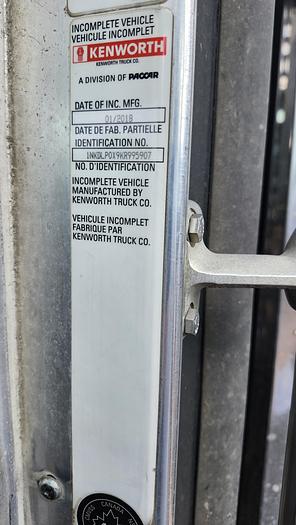 INCOMPLETE VEHICLE
VEHICULE INCOMPLET
KENWORTH
KENWORTH TRUCK CO.
A DIVISION OF PACCAR
DATE OF INC. MFG.
01/2018
DATE DE FAB. PARTIELLE
IDENTIFICATION NO.
1NKDLP0X9KR995907
NO. D'IDENTIFICATION
INCOMPLETE VEHICLE
MANUFACTURED BY
KENWORTH TRUCK CO.
VEHICULE INCOMPLET
FABRIQUE PAR
KENWORTH TRUCK CO.
CANADA